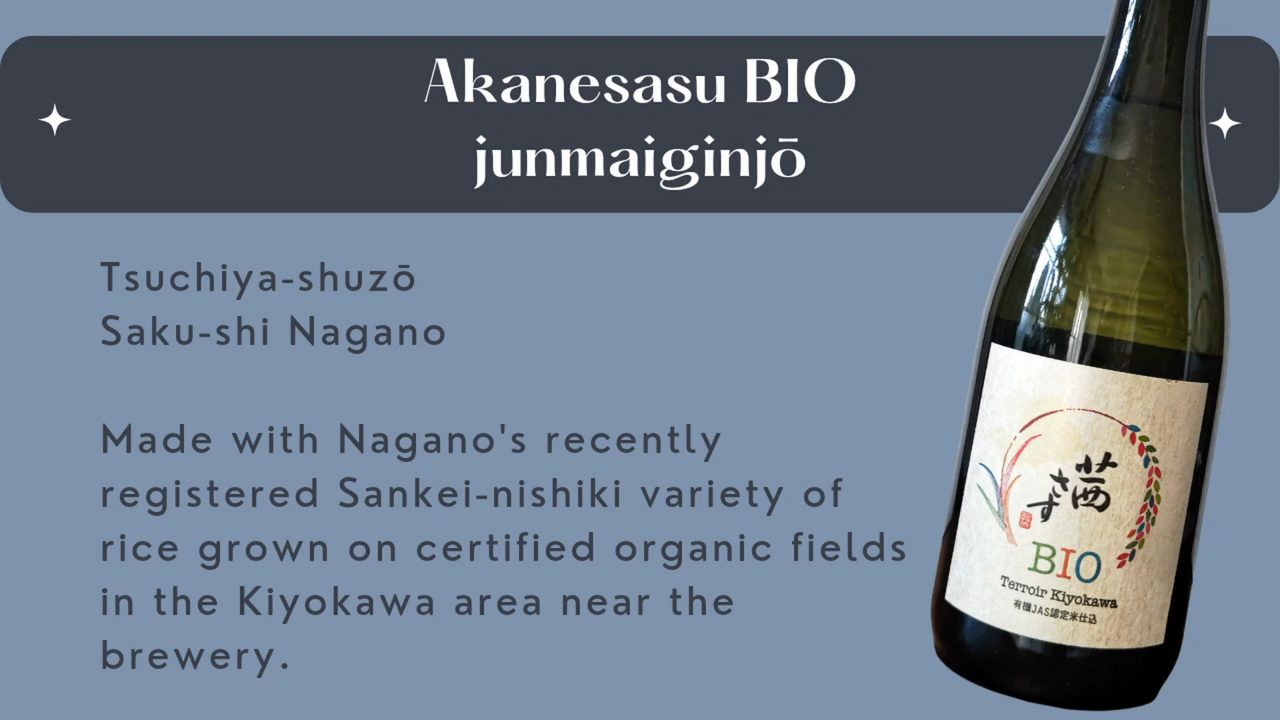 Akanesasu BIO
junmaiginjō
Tsuchiya-shuzō
Saku-shi Nagano
Made with Nagano's recently
registered Sankei-nishiki variety of
rice grown on certified organic fields
in the Kiyokawa area near the
brewery.
茜
さす
BIO
Terroir Kiyokawa
有機JAS認定米仕込